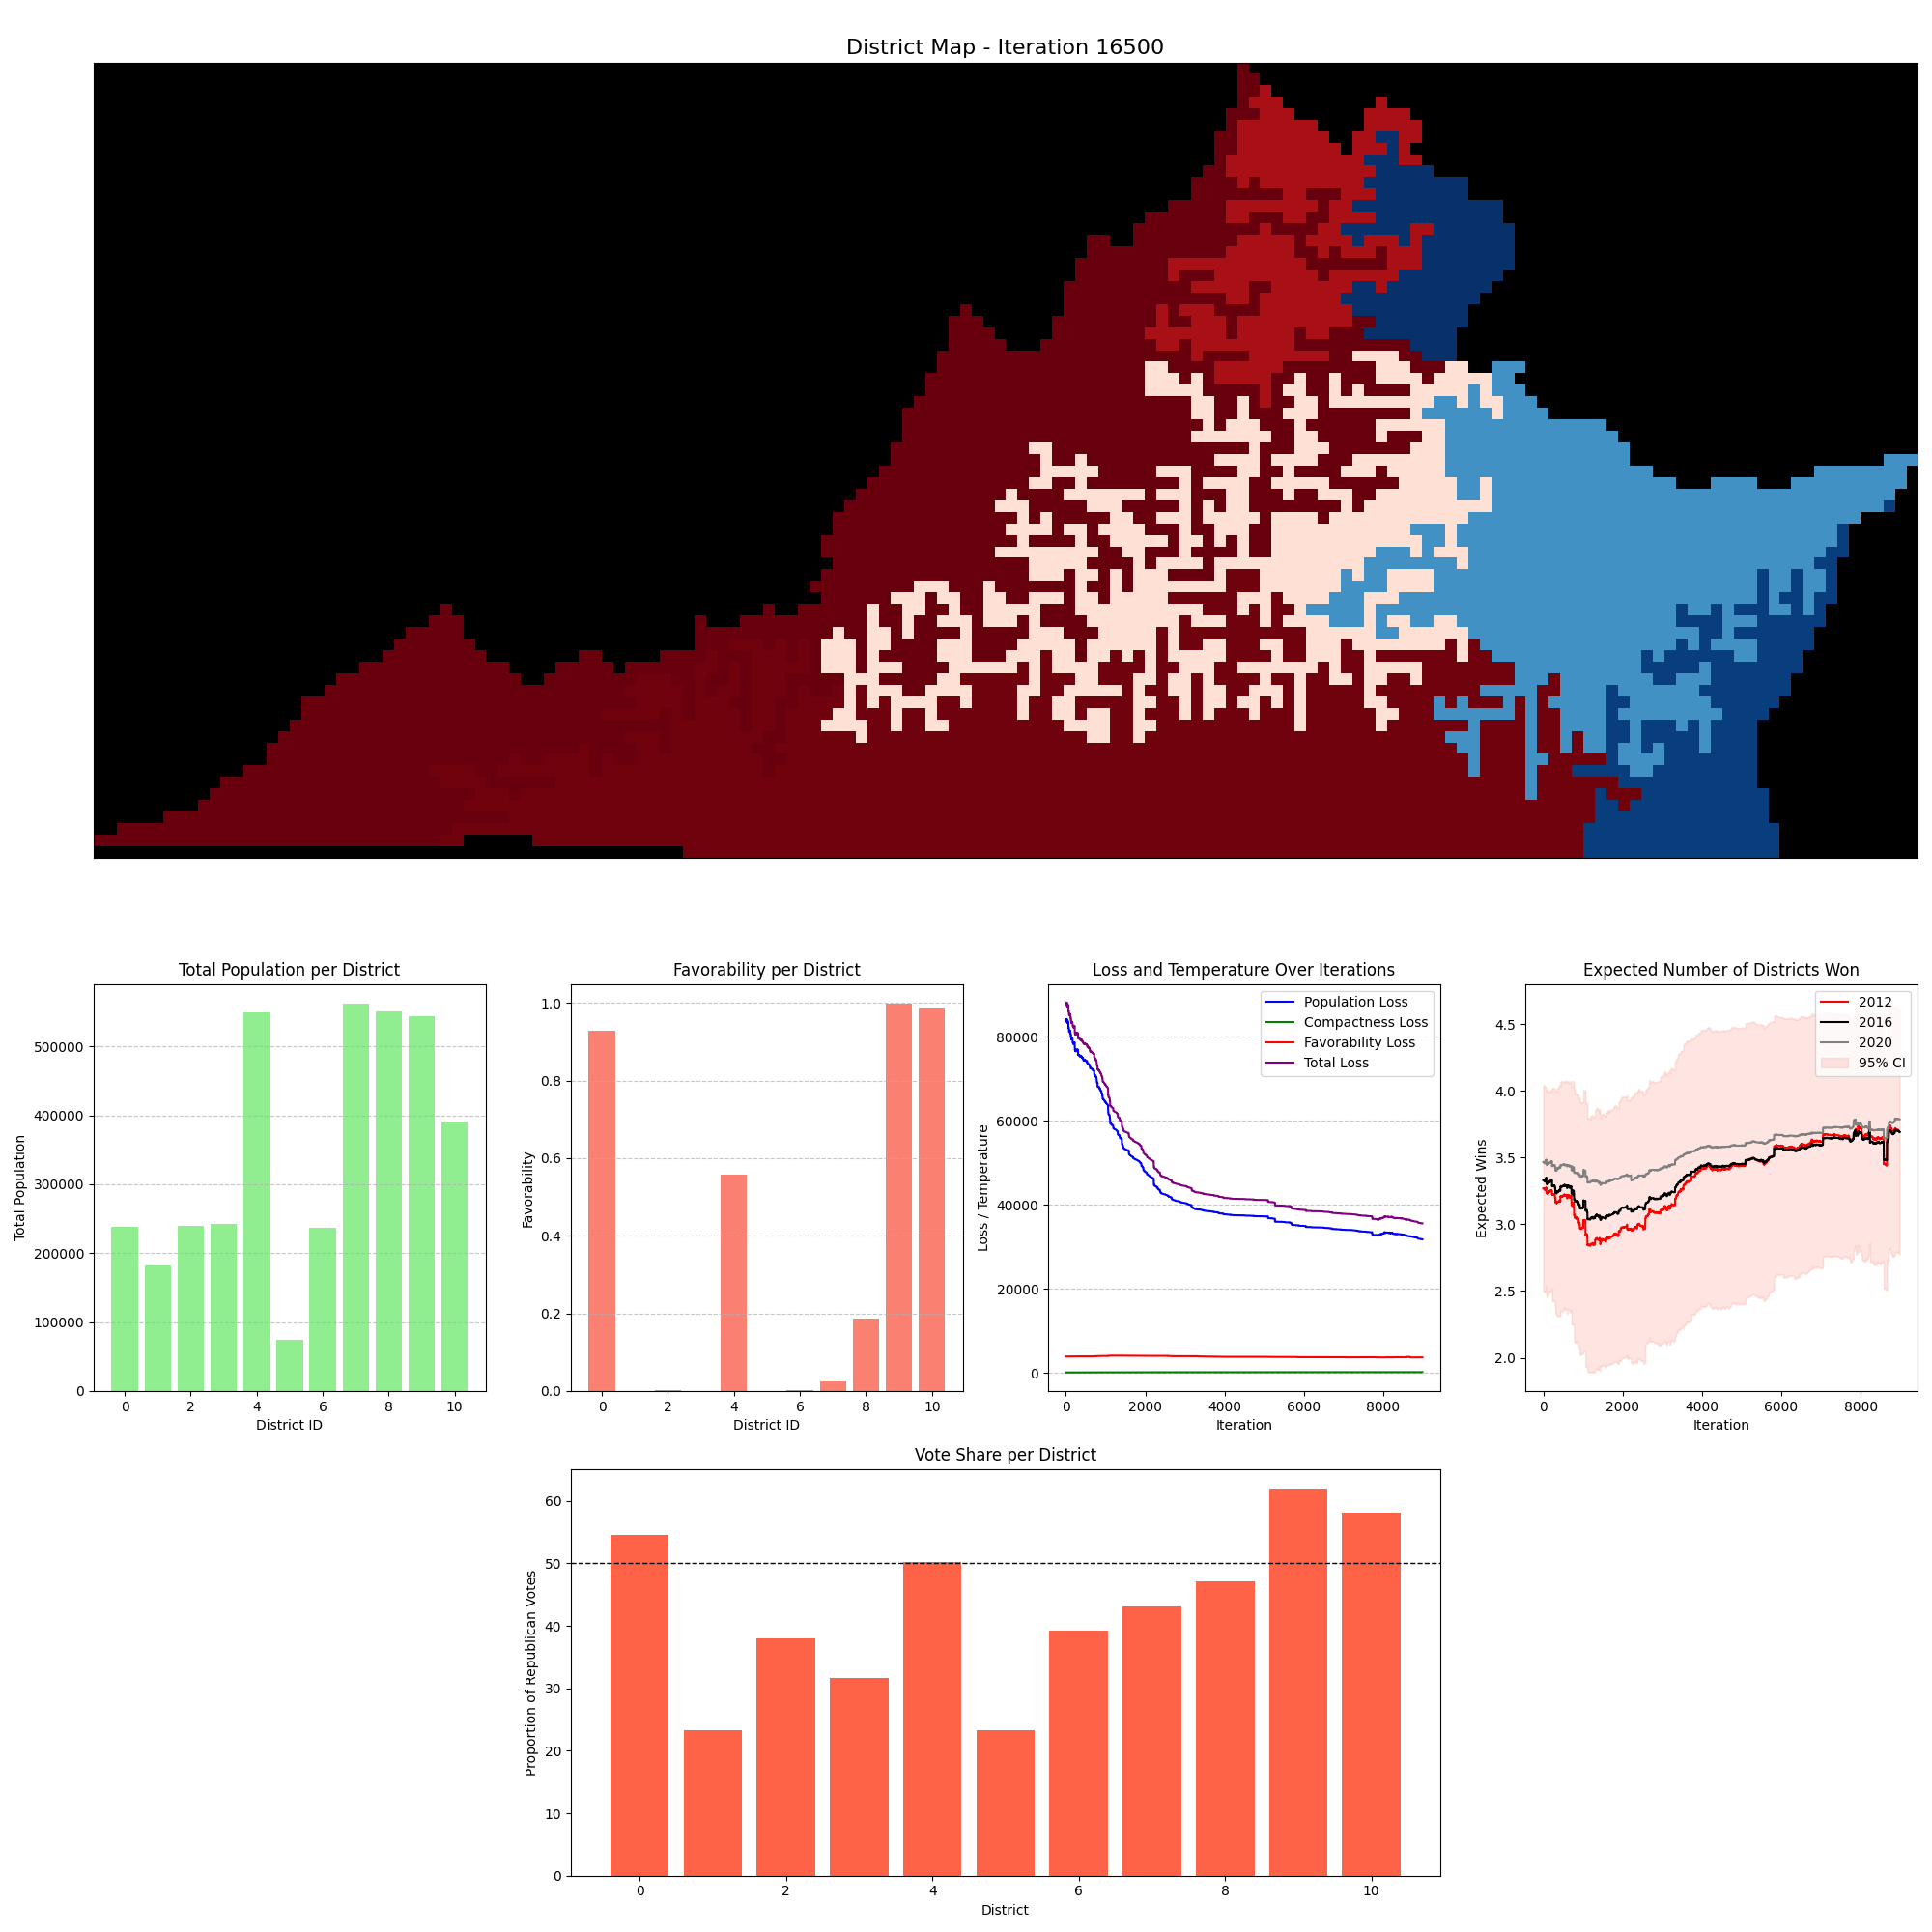 District Map - Iteration 16500
Total Population per District
Total Population
500000
400000
300000
200000
100000
0
0 2 4 6 8 10
District ID
Favorability per District
Favorability
1.0
0.8
0.6
0.4
0.2
0.0
0 2 4 6 8 10
District ID
Loss and Temperature Over Iterations
Loss / Temperature
80000
60000
40000
20000
0
Population Loss
Compactness Loss
Favorability Loss
Total Loss
0 2000 4000 6000 8000
Iteration
Expected Number of Districts Won
Expected Wins
4.5
4.0
3.5
3.0
2.5
2.0
2012
2016
2020
95% CI
0 2000 4000 6000 8000
Iteration
Vote Share per District
Proportion of Republican Votes
60
50
40
30
20
10
0
0 2 4 6 8 10
District